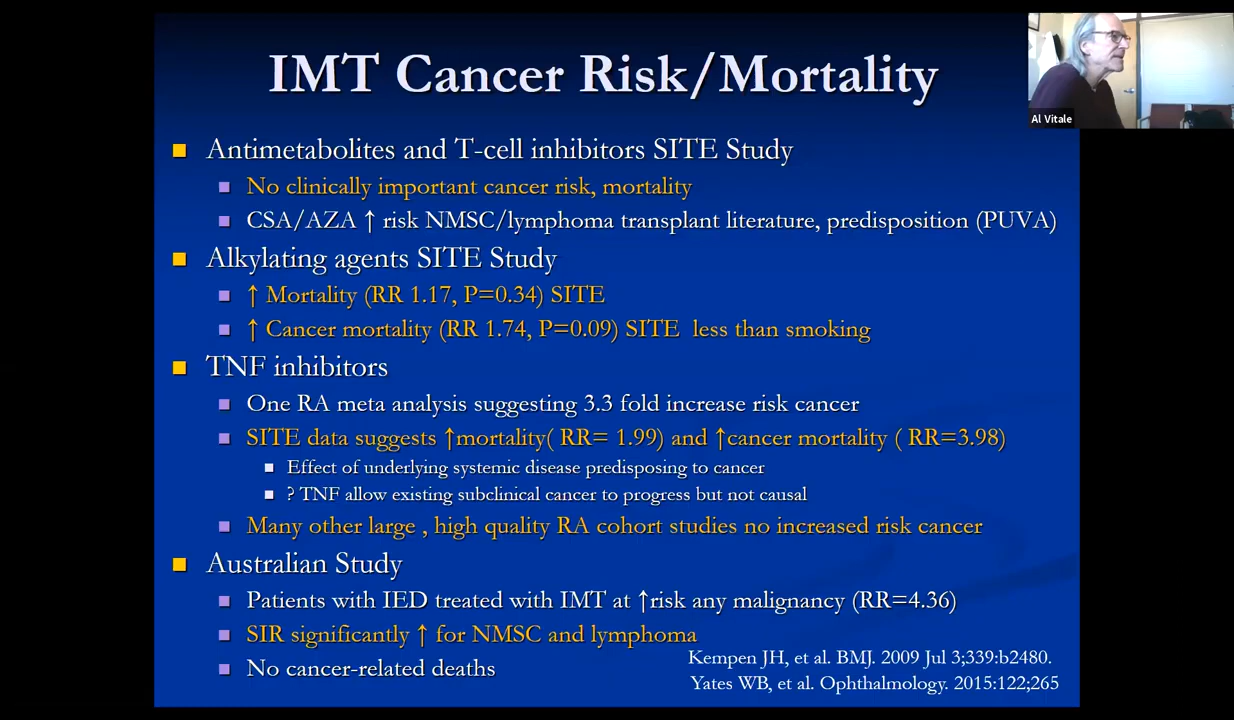 IMT Cancer Risk/Mortality
Al Vitale
Antimetabolites and T-cell inhibitors SITE Study
No clinically important cancer risk, mortality
CSA/AZA ↑ risk NMSC/lymphoma transplant literature, predisposition (PUVA)
Alkylating agents SITE Study
↑ Mortality (RR 1.17, P=0.34) SITE
↑ Cancer mortality (RR 1.74, P=0.09) SITE less than smoking
TNF inhibitors
One RA meta analysis suggesting 3.3 fold increase risk cancer
SITE data suggests ↑mortality( RR= 1.99) and ↑cancer mortality ( RR=3.98)
Effect of underlying systemic disease predisposing to cancer
? TNF allow existing subclinical cancer to progress but not causal
Many other large , high quality RA cohort studies no increased risk cancer
Australian Study
Patients with IED treated with IMT at ↑risk any malignancy (RR=4.36)
SIR significantly ↑ for NMSC and lymphoma
No cancer-related deaths
Kempen JH, et al. BMJ. 2009 Jul 3;339:b2480.
Yates WB, et al. Ophthalmology. 2015:122;265